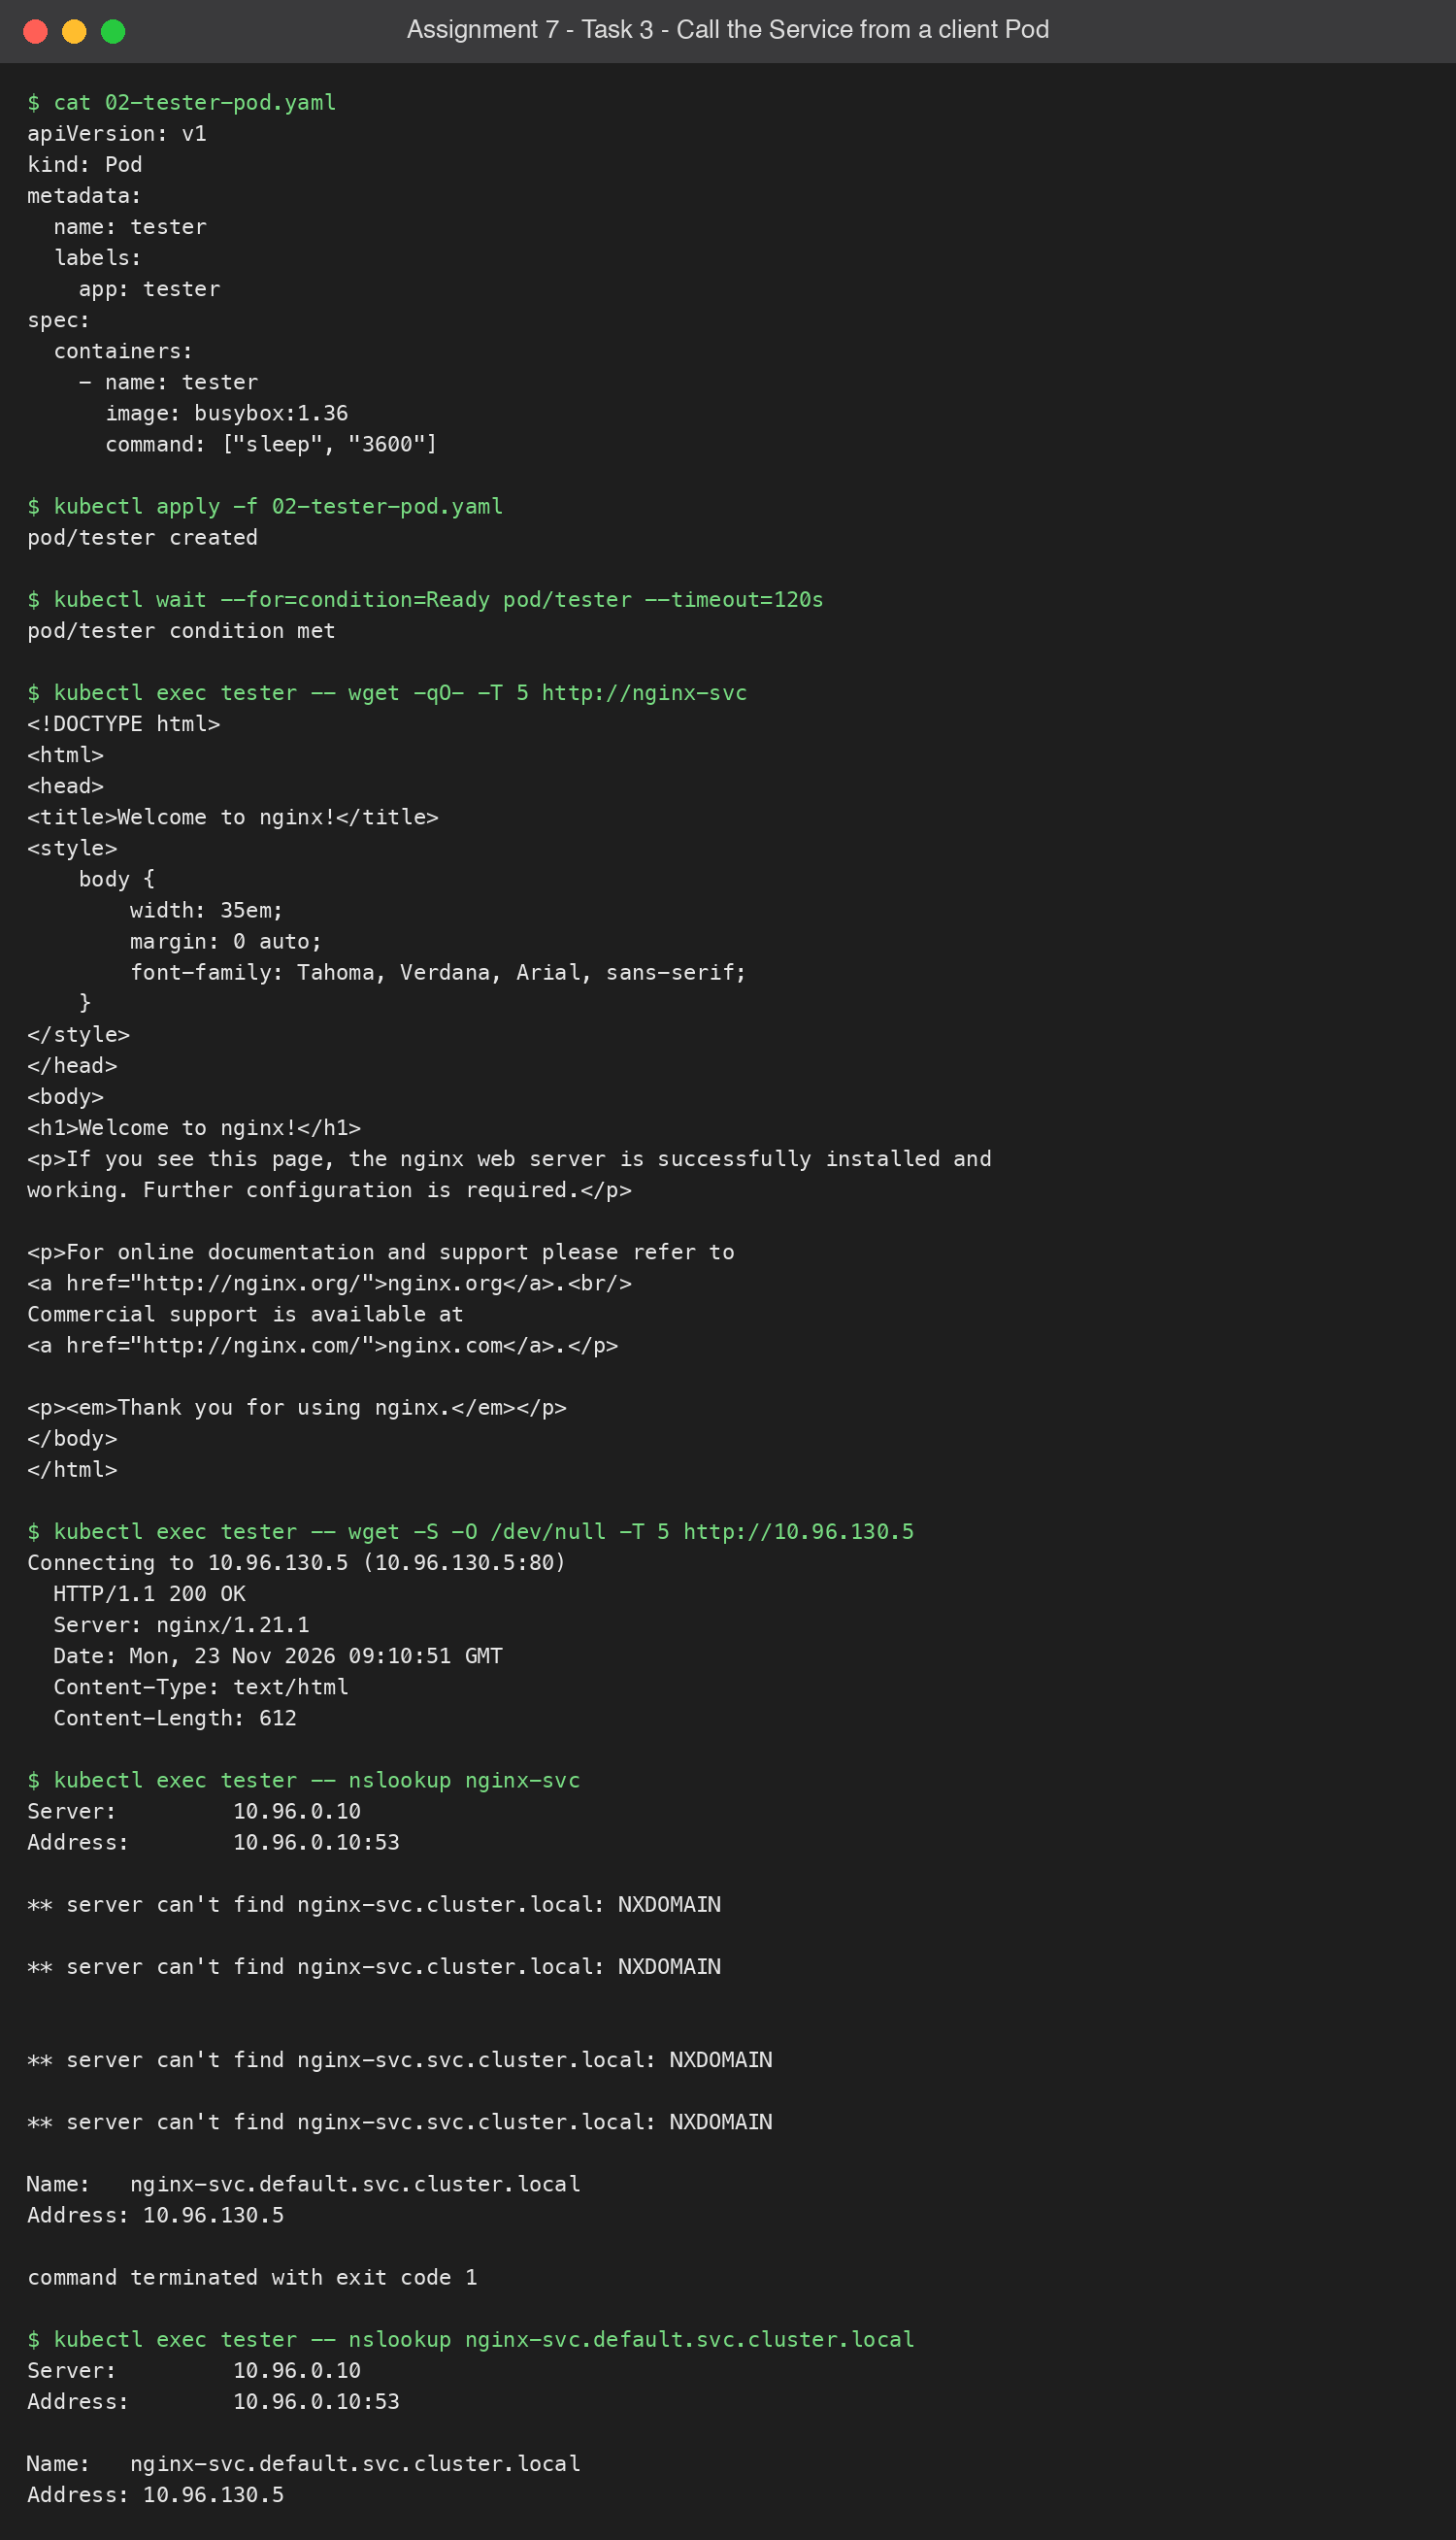 Assignment 7 - Task 3 - Call the Service from a client Pod
$ cat 02-tester-pod.yaml
apiVersion: v1
kind: Pod
metadata:
  name: tester
  labels:
    app: tester
spec:
  containers:
    - name: tester
      image: busybox:1.36
      command: ["sleep", "3600"]

$ kubectl apply -f 02-tester-pod.yaml
pod/tester created

$ kubectl wait --for=condition=Ready pod/tester --timeout=120s
pod/tester condition met

$ kubectl exec tester -- wget -qO- -T 5 http://nginx-svc
<!DOCTYPE html>
<html>
<head>
<title>Welcome to nginx!</title>
<style>
    body {
        width: 35em;
        margin: 0 auto;
        font-family: Tahoma, Verdana, Arial, sans-serif;
    }
</style>
</head>
<body>
<h1>Welcome to nginx!</h1>
<p>If you see this page, the nginx web server is successfully installed and
working. Further configuration is required.</p>

<p>For online documentation and support please refer to
<a href="http://nginx.org/">nginx.org</a>.<br/>
Commercial support is available at
<a href="http://nginx.com/">nginx.com</a>.</p>

<p><em>Thank you for using nginx.</em></p>
</body>
</html>

$ kubectl exec tester -- wget -S -O /dev/null -T 5 http://10.96.130.5
Connecting to 10.96.130.5 (10.96.130.5:80)
  HTTP/1.1 200 OK
  Server: nginx/1.21.1
  Date: Mon, 23 Nov 2026 09:10:51 GMT
  Content-Type: text/html
  Content-Length: 612

$ kubectl exec tester -- nslookup nginx-svc
Server:         10.96.0.10
Address:        10.96.0.10:53

** server can't find nginx-svc.cluster.local: NXDOMAIN

** server can't find nginx-svc.cluster.local: NXDOMAIN


** server can't find nginx-svc.svc.cluster.local: NXDOMAIN

** server can't find nginx-svc.svc.cluster.local: NXDOMAIN

Name:   nginx-svc.default.svc.cluster.local
Address: 10.96.130.5

command terminated with exit code 1

$ kubectl exec tester -- nslookup nginx-svc.default.svc.cluster.local
Server:         10.96.0.10
Address:        10.96.0.10:53

Name:   nginx-svc.default.svc.cluster.local
Address: 10.96.130.5